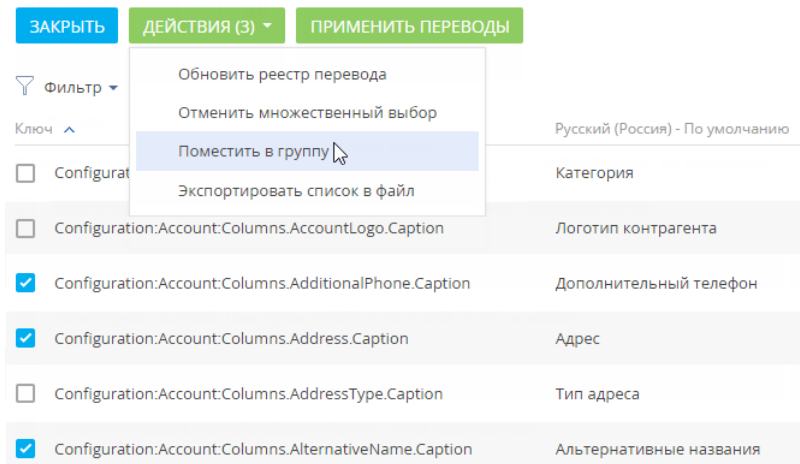 ЗАКРЫТЬ ДЕЙСТВИЯ (3) ПРИМЕНИТЬ ПЕРЕВОДЫ
Обновить реестр перевода
Фильтр
Отменить множественный выбор
Ключ Русский (Россия) - По умолчанию
Поместить в группу
Configurat Категория
Экспортировать список в файл
Configuration:Account:Columns.AccountLogo.Caption Логотип контрагента
Configuration:Account:Columns.AdditionalPhone.Caption Дополнительный телефон
Configuration:Account:Columns.Address.Caption Адрес
Configuration:Account:Columns.AddressType.Caption Тип адреса
Configuration:Account:Columns.AlternativeName.Caption Альтернативные названия